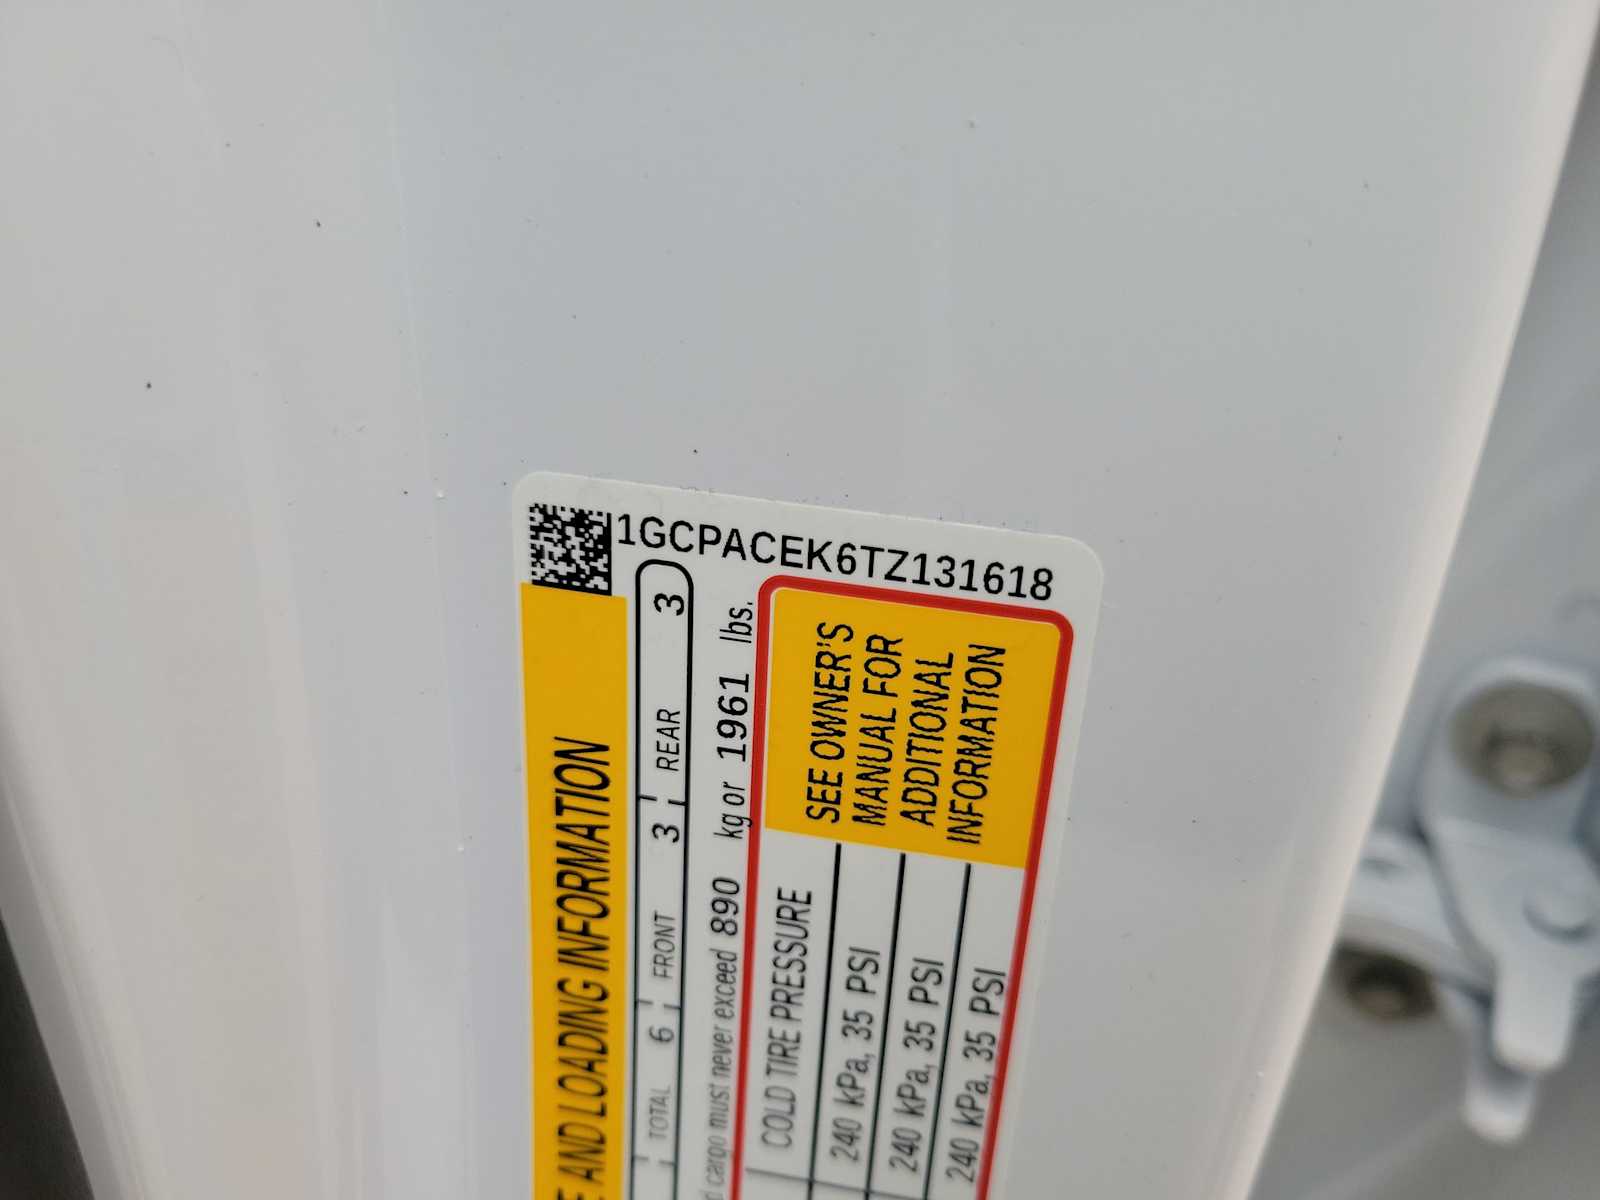 1GCPACEK6TZ131618
E AND LOADING INFORMATION
TOTAL 6 FRONT 3 REAR 3
d cargo must never exceed 890 kg or 1961 lbs.
COLD TIRE PRESSURE
240 kPa, 35 PSI
240 kPa, 35 PSI
240 kPa, 35 PSI
SEE OWNER'S
MANUAL FOR
ADDITIONAL
INFORMATION